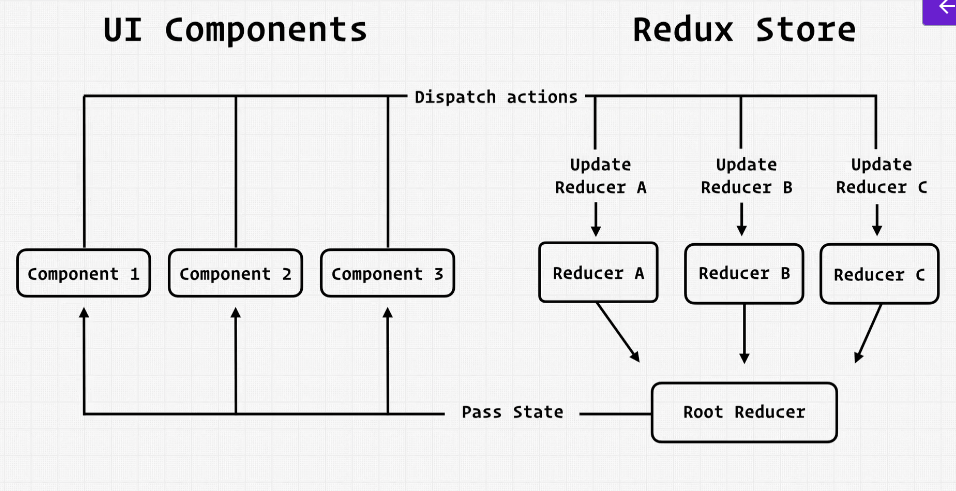 UI Components
Redux Store
Dispatch actions
Update
Reducer A
Update
Reducer B
Update
Reducer C
Component 1
Component 2
Component 3
Reducer A
Reducer B
Reducer C
Pass State
Root Reducer